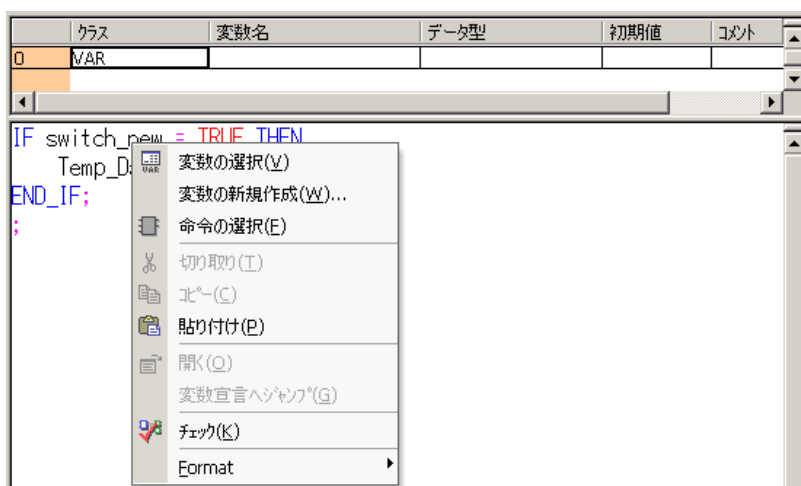 クラス 変数名 データ型 初期値 コメント
0 VAR
IF switch_new = TRUE THEN
Temp_Da
END_IF;
;
VAR
変数の選択(V)
変数の新規作成(W)...
命令の選択(F)
切り取り(T)
コピー(C)
貼り付け(P)
開く(O)
変数宣言へジャンプ(G)
チェック(K)
Format